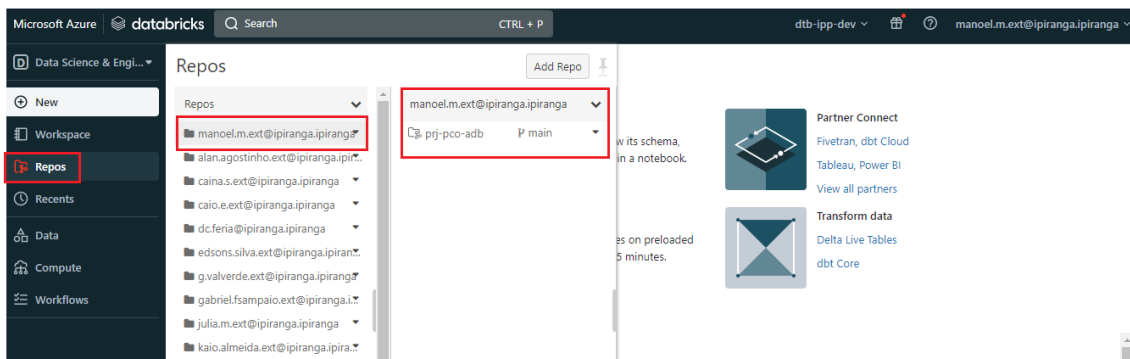 Microsoft Azure databricks Search CTRL + P dtb-ipp-dev manoel.m.ext@ipiranga.ipiranga
D Data Science & Engi...
New
Workspace
Repos
Recents
Data
Compute
Workflows
Repos Add Repo
Repos
manoel.m.ext@ipiranga.ipiranga
alan.agostinho.ext@ipiranga.ipir...
caina.s.ext@ipiranga.ipiranga
caio.e.ext@ipiranga.ipiranga
dc.feria@ipiranga.ipiranga
edsons.silva.ext@ipiranga.ipiran...
g.valverde.ext@ipiranga.ipiranga
gabriel.fsampaio.ext@ipiranga.i...
julia.m.ext@ipiranga.ipiranga
kaio.almeida.ext@ipiranga.ipira...
manoel.m.ext@ipiranga.ipiranga
prj-pco-adb main
w its schema,
in a notebook.
es on preloaded
5 minutes.
Partner Connect
Fivetran, dbt Cloud
Tableau, Power BI
View all partners
Transform data
Delta Live Tables
dbt Core